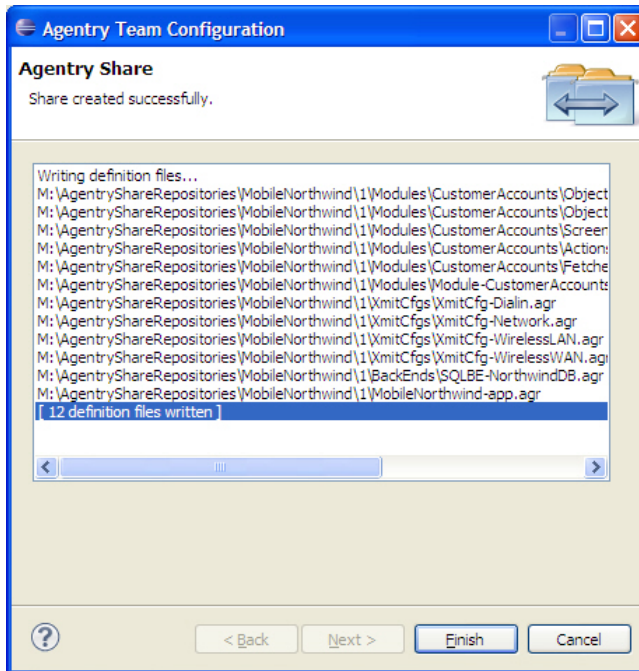 Agentry Team Configuration
Agentry Share
Share created successfully.
Writing definition files...
M:\AgentryShareRepositories\MobileNorthwind\1\Modules\CustomerAccounts\Object
M:\AgentryShareRepositories\MobileNorthwind\1\Modules\CustomerAccounts\Object
M:\AgentryShareRepositories\MobileNorthwind\1\Modules\CustomerAccounts\Screen
M:\AgentryShareRepositories\MobileNorthwind\1\Modules\CustomerAccounts\Action
M:\AgentryShareRepositories\MobileNorthwind\1\Modules\CustomerAccounts\Fetche
M:\AgentryShareRepositories\MobileNorthwind\1\Modules\Module-CustomerAccounts
M:\AgentryShareRepositories\MobileNorthwind\1\XmitCfgs\XmitCfg-Dialin.agr
M:\AgentryShareRepositories\MobileNorthwind\1\XmitCfgs\XmitCfg-Network.agr
M:\AgentryShareRepositories\MobileNorthwind\1\XmitCfgs\XmitCfg-WirelessLAN.agr
M:\AgentryShareRepositories\MobileNorthwind\1\XmitCfgs\XmitCfg-WirelessWAN.agr
M:\AgentryShareRepositories\MobileNorthwind\1\BackEnds\SQLBE-NorthwindDB.agr
M:\AgentryShareRepositories\MobileNorthwind\1\MobileNorthwind-app.agr
[ 12 definition files written ]
? < Back Next > Finish Cancel